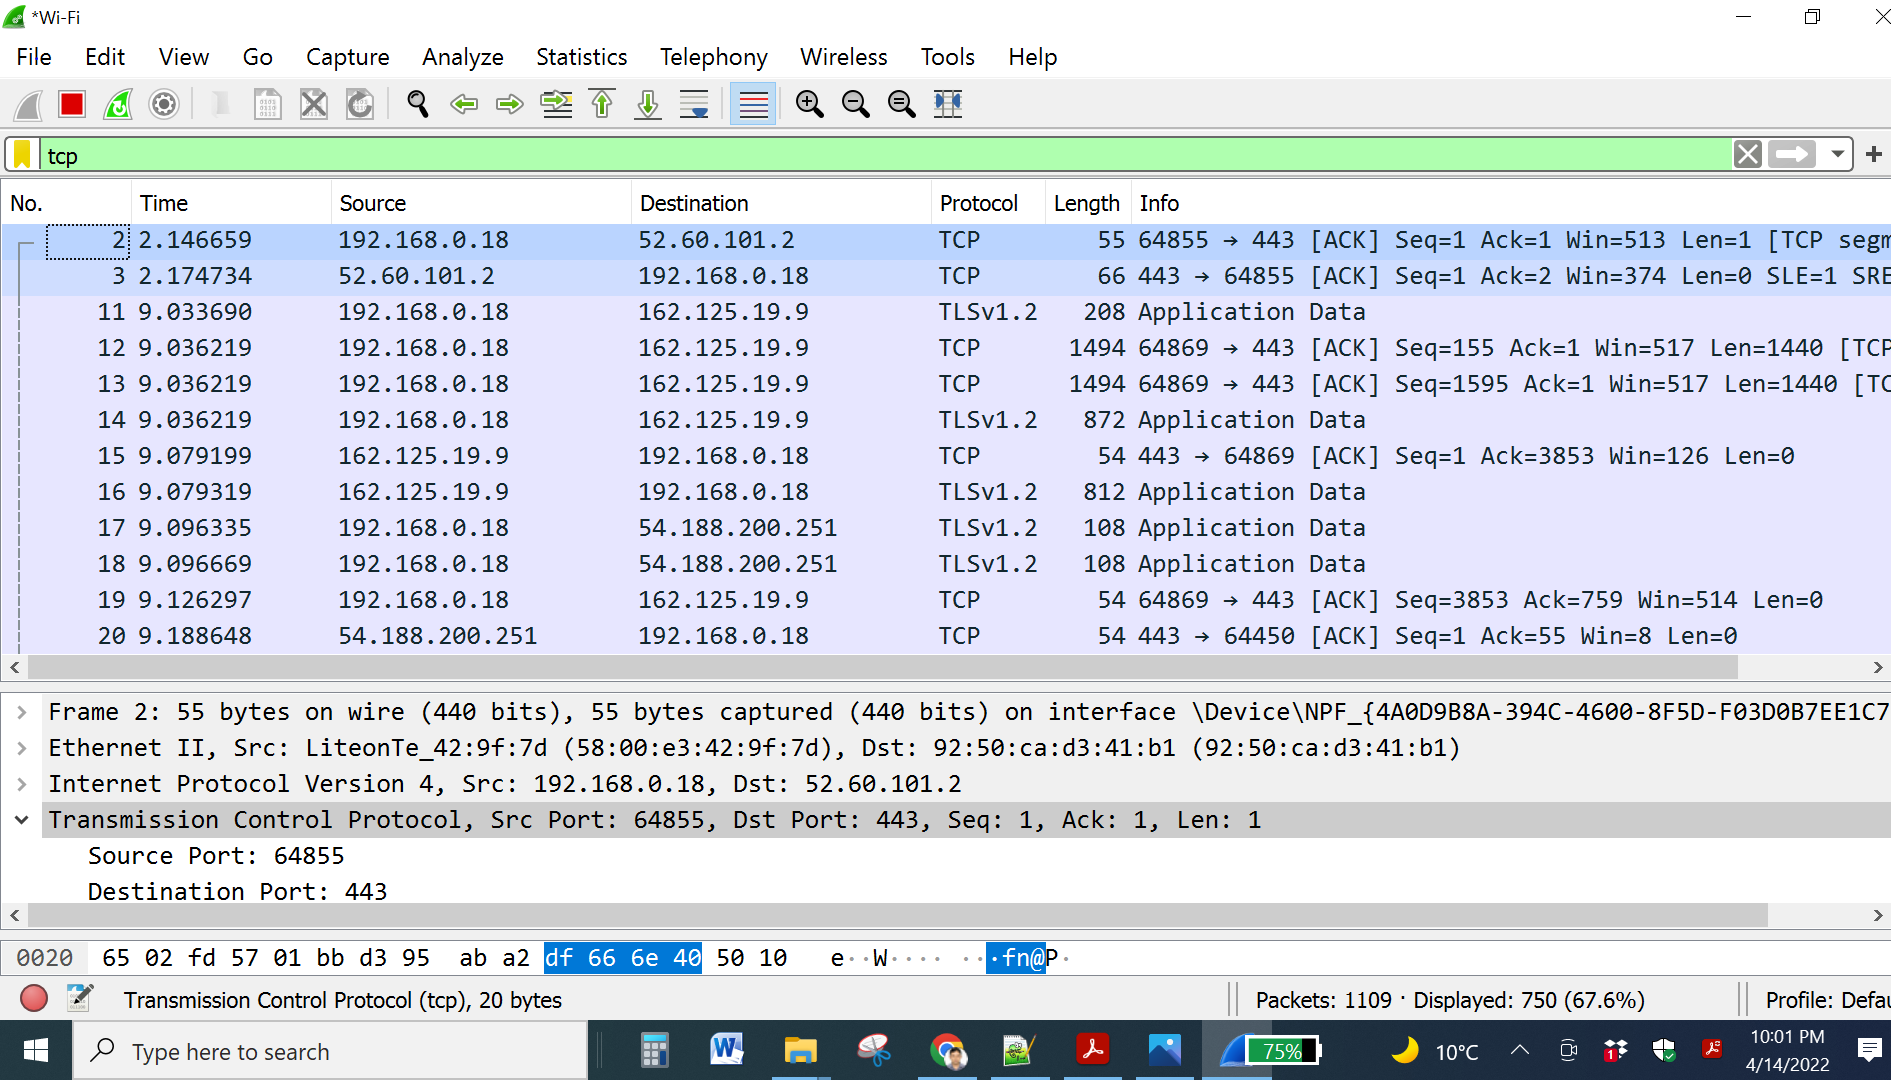 *Wi-Fi
File Edit View Go Capture Analyze Statistics Telephony Wireless Tools Help
tcp
No. Time Source Destination Protocol Length Info
2 2.146659 192.168.0.18 52.60.101.2 TCP 55 64855 → 443 [ACK] Seq=1 Ack=1 Win=513 Len=1 [TCP segm
3 2.174734 52.60.101.2 192.168.0.18 TCP 66 443 → 64855 [ACK] Seq=1 Ack=2 Win=374 Len=0 SLE=1 SRE
11 9.033690 192.168.0.18 162.125.19.9 TLSv1.2 208 Application Data
12 9.036219 192.168.0.18 162.125.19.9 TCP 1494 64869 → 443 [ACK] Seq=155 Ack=1 Win=517 Len=1440 [TCP
13 9.036219 192.168.0.18 162.125.19.9 TCP 1494 64869 → 443 [ACK] Seq=1595 Ack=1 Win=517 Len=1440 [TC
14 9.036219 192.168.0.18 162.125.19.9 TLSv1.2 872 Application Data
15 9.079199 162.125.19.9 192.168.0.18 TCP 54 443 → 64869 [ACK] Seq=1 Ack=3853 Win=126 Len=0
16 9.079319 162.125.19.9 192.168.0.18 TLSv1.2 812 Application Data
17 9.096335 192.168.0.18 54.188.200.251 TLSv1.2 108 Application Data
18 9.096669 192.168.0.18 54.188.200.251 TLSv1.2 108 Application Data
19 9.126297 192.168.0.18 162.125.19.9 TCP 54 64869 → 443 [ACK] Seq=3853 Ack=759 Win=514 Len=0
20 9.188648 54.188.200.251 192.168.0.18 TCP 54 443 → 64450 [ACK] Seq=1 Ack=55 Win=8 Len=0
Frame 2: 55 bytes on wire (440 bits), 55 bytes captured (440 bits) on interface \Device\NPF_{4A0D9B8A-394C-4600-8F5D-F03D0B7EE1C7
Ethernet II, Src: LiteonTe_42:9f:7d (58:00:e3:42:9f:7d), Dst: 92:50:ca:d3:41:b1 (92:50:ca:d3:41:b1)
Internet Protocol Version 4, Src: 192.168.0.18, Dst: 52.60.101.2
Transmission Control Protocol, Src Port: 64855, Dst Port: 443, Seq: 1, Ack: 1, Len: 1
Source Port: 64855
Destination Port: 443
0020 65 02 fd 57 01 bb d3 95 ab a2 df 66 6e 40 50 10 e··W···· ···fn@P·
Transmission Control Protocol (tcp), 20 bytes Packets: 1109 · Displayed: 750 (67.6%) Profile: Defau
Type here to search 75% 10°C 10:01 PM
4/14/2022